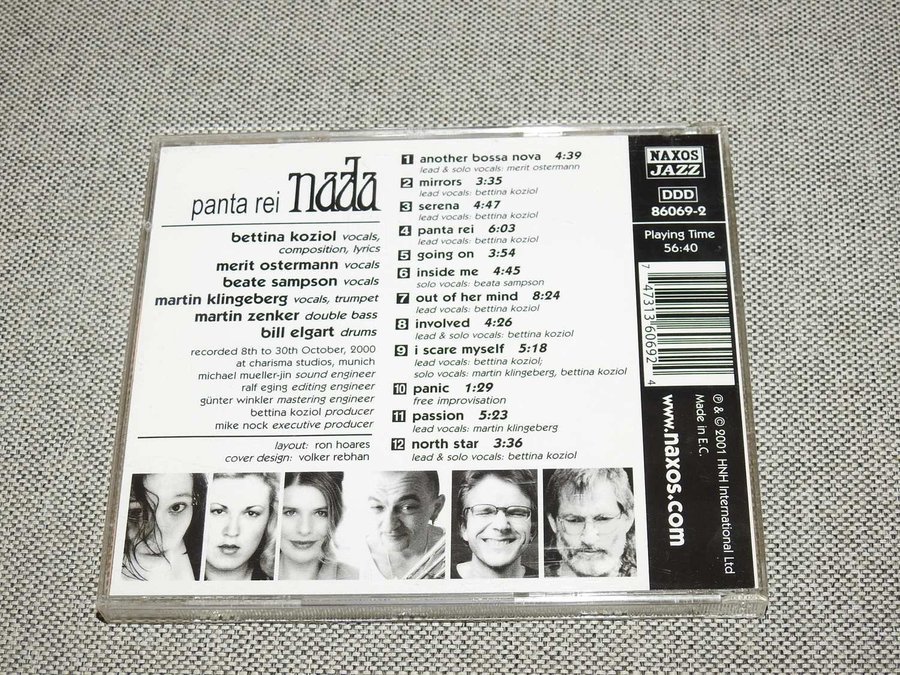 panta rei nada
bettina koziol vocals,
composition, lyrics
merit ostermann vocals
beate sampson vocals
martin klingeberg vocals, trumpet
martin zenker double bass
bill elgart drums
recorded 8th to 30th October, 2000
at charisma studios, munich
michael mueller-jin sound engineer
ralf eging editing engineer
günter winkler mastering engineer
bettina koziol producer
mike nock executive producer
layout: ron hoares
cover design: volker rebhan
1 another bossa nova 4:39
lead & solo vocals: merit ostermann
2 mirrors 3:35
lead vocals: bettina koziol
3 serena 4:47
lead vocals: bettina koziol
4 panta rei 6:03
lead vocals: bettina koziol
5 going on 3:54
6 inside me 4:45
solo vocals: beata sampson
7 out of her mind 8:24
lead vocals: bettina koziol
8 involved 4:26
lead & solo vocals: bettina koziol
9 i scare myself 5:18
lead vocals: bettina koziol;
solo vocals: martin klingeberg, bettina koziol
10 panic 1:29
free improvisation
11 passion 5:23
lead vocals: martin klingeberg
12 north star 3:36
lead & solo vocals: bettina koziol
NAXOS
JAZZ
DDD
86069-2
Playing Time
56:40
7 47313 60692 4
℗ & © 2001 HNH International Ltd
Made in E.C.
www.naxos.com